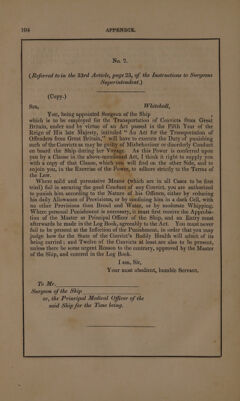 104 APPENDIX.
No. 7.
(Referred to in the 33rd Article, page 25, of the Instructions to Surgeons
Superintendent.)
(Copy.)
SIR, Whitehall,
You, being appointed Surgeon of the Ship
which is to be employed for the Transportation of Convicts from Great
Britain, under and by virtue of an Act passed in the Fifth Year of the
Reign of His late Majesty, intituled "An Act for the Transportation of
Offenders from Great Britain," will have to execute the Duty of punishing
such of the Convicts as may be guilty of Misbehaviour or disorderly Conduct
on board the Ship during her Voyage. As this Power is conferred upon
you by a Clause in the above-mentioned Act, I think it right to supply you
with a copy of that Clause, which you will find on the other Side, and to
enjoin you, in the Exercise of the Power, to adhere strictly to the Terms of
the Law.
Where mild and persuasive Means (which are in all Cases to be first
tried) fail in securing the good Conduct of any Convict, you are authorized
to punish him according to the Nature of his Offence, either by reducing
his daily Allowance of Provisions, or by confining him in a dark Cell, with
no other Provisions than Bread and Water, or by moderate Whipping.
Where personal Punishment is necessary, it must first receive the Approba-
tion of the Master or Principal Officer of the Ship, and an Entry must
afterwards be made in the Log Book, agreeably to the Act. You must never
fail to be present at the Infliction of the Punishment, in order that you may
judge how far the State of the Convict's Bodily Health will admit of its
being carried; and Twelve of the Convicts at least are also to be present,
unless there be some urgent Reason to the contrary, approved by the Master
of the Ship, and entered in the Log Book.
I am, Sir,
Your most obedient, humble Servant,
To Mr.
Surgeon of the Ship
or, the Principal Medical Officer of the
said Ship for the Time being.